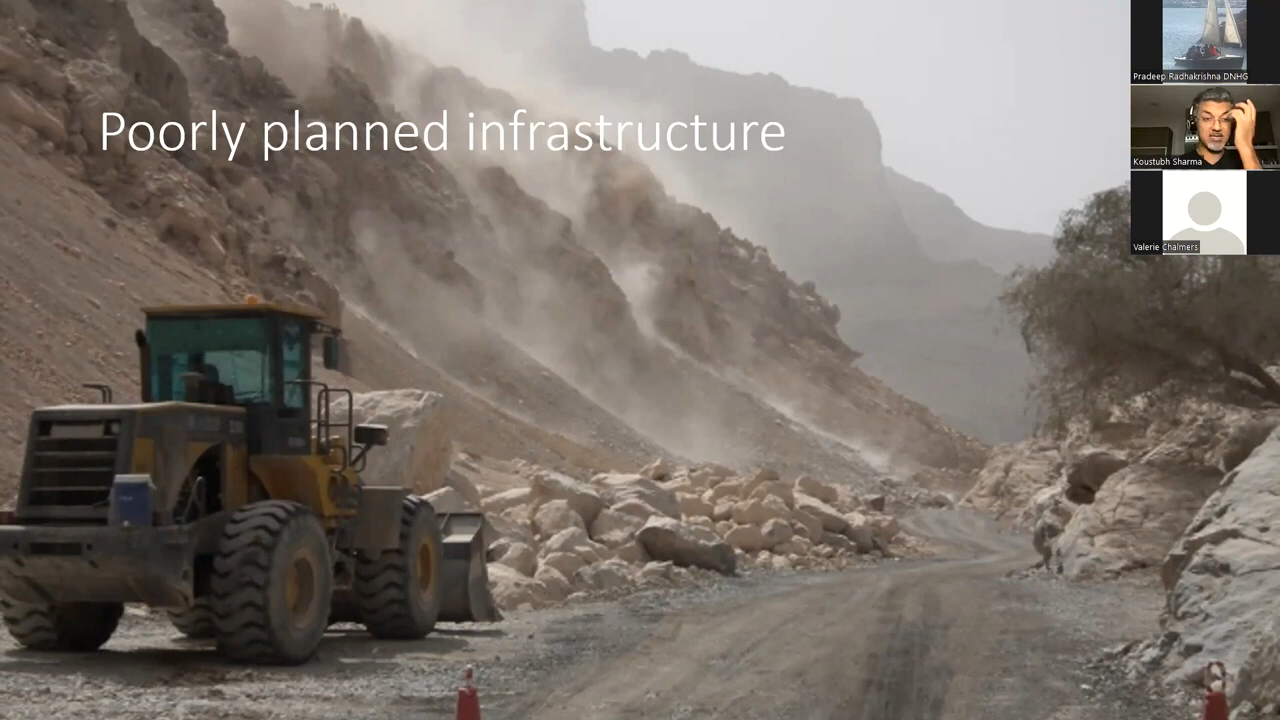 Poorly planned infrastructure
Pradeep Radhakrishna DNHG
Koustubh Sharma
Valerie Chalmers